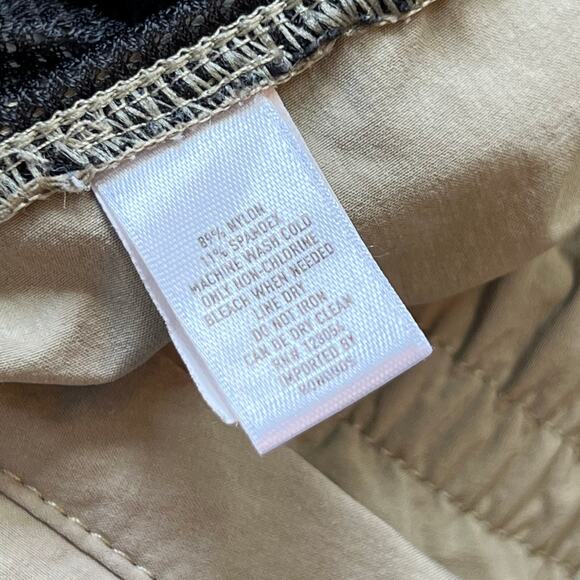 89% NYLON
11% SPANDEX
MACHINE WASH COLD
ONLY NON-CHLORINE
BLEACH WHEN NEEDED
LINE DRY
DO NOT IRON
CAN BE DRY CLEAN
RN# 123054
IMPORTED BY
BONOBOS